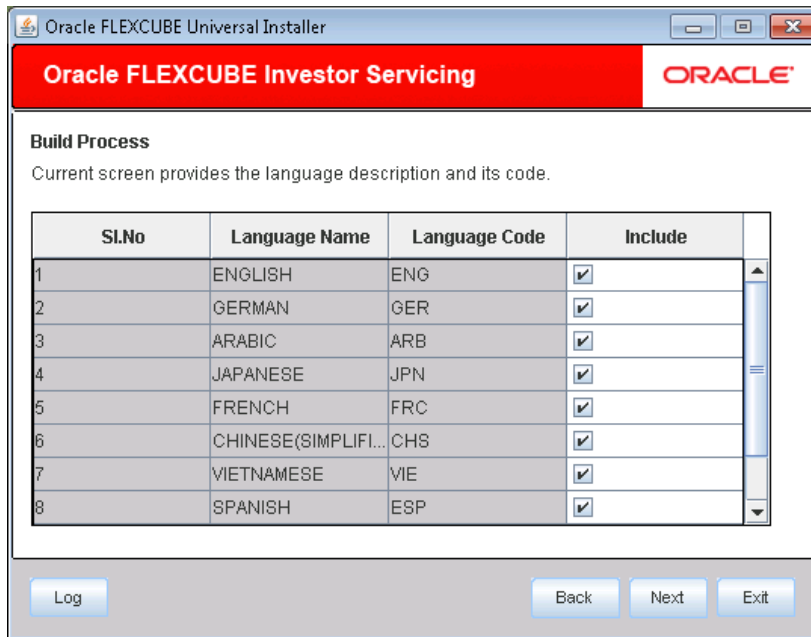 Oracle FLEXCUBE Universal Installer
Oracle FLEXCUBE Investor Servicing ORACLE
Build Process
Current screen provides the language description and its code.
Sl.No Language Name Language Code Include
1 ENGLISH ENG
2 GERMAN GER
3 ARABIC ARB
4 JAPANESE JPN
5 FRENCH FRC
6 CHINESE(SIMPLIFI... CHS
7 VIETNAMESE VIE
8 SPANISH ESP
Log Back Next Exit